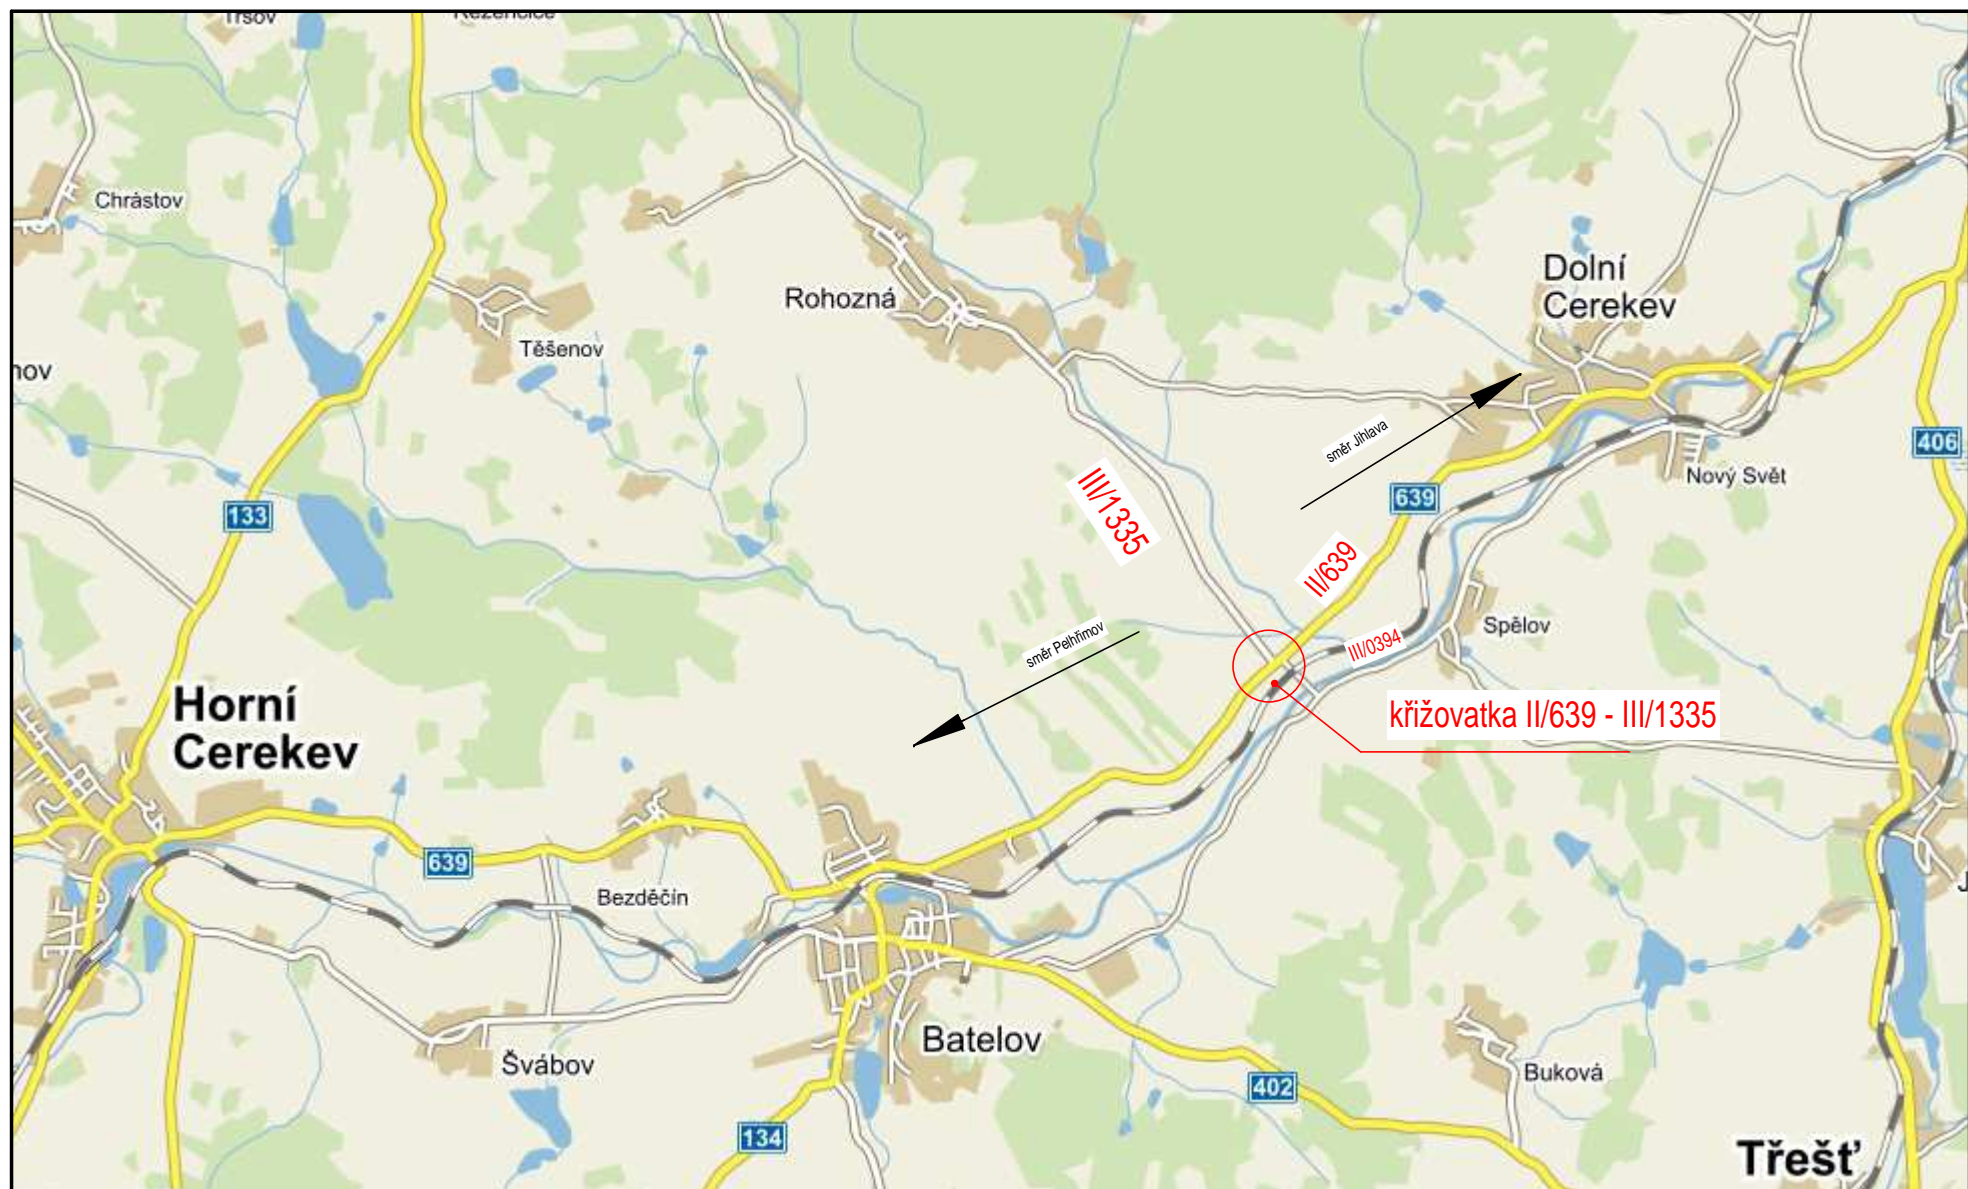 Chrástov
Rohozná
Dolní
Cerekev
Těšenov
směr Jihlava
406
Nový Svět
III/1335
639
133
II/639
směr Pelhřimov
III/0394
Spělov
křižovatka II/639 - III/1335
Horní
Cerekev
639
Bezděčín
Batelov
Švábov
402
Buková
134
Třešť